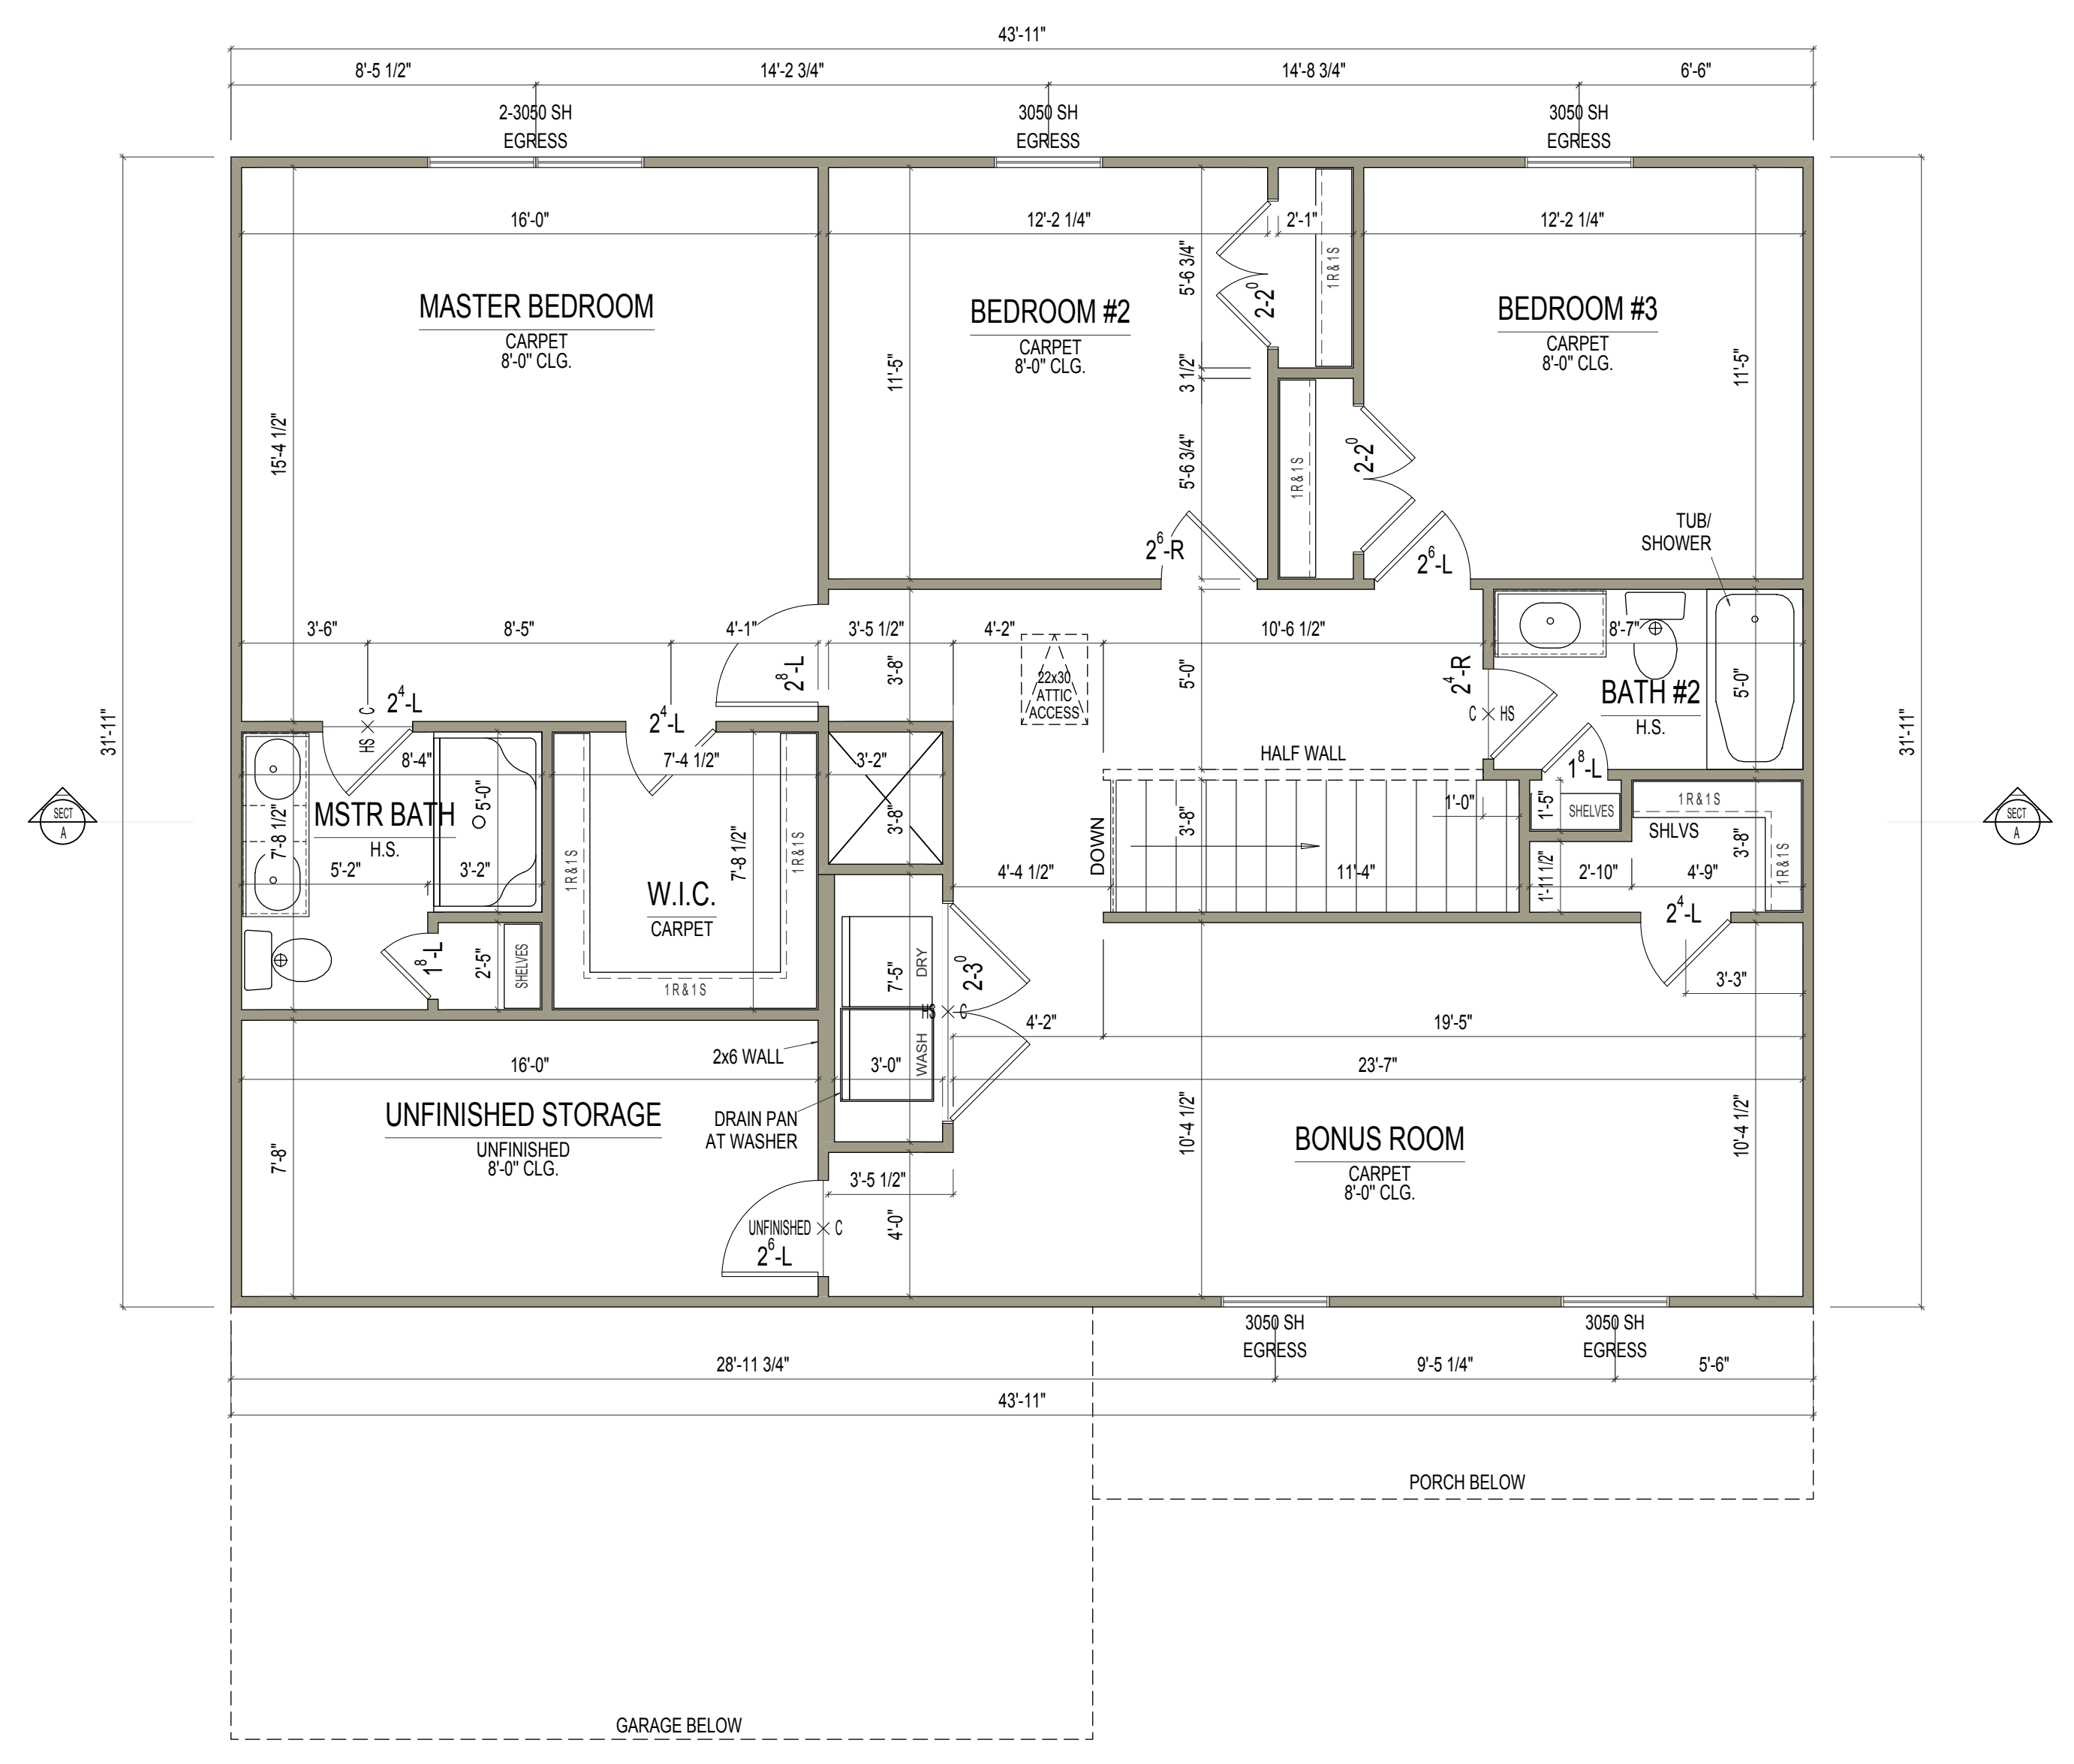 43'-11"
8'-5 1/2" 14'-2 3/4" 14'-8 3/4" 6'-6"
2-3050 SH
EGRESS
3050 SH
EGRESS
3050 SH
EGRESS
16'-0" 12'-2 1/4" 2'-1" 12'-2 1/4"
MASTER BEDROOM
CARPET
8'-0" CLG.
BEDROOM #2
CARPET
8'-0" CLG.
BEDROOM #3
CARPET
8'-0" CLG.
5'-6 3/4"
2-2⁰
1R&1S
15'-4 1/2"
11'-5"
3 1/2"
11'-5"
5'-6 3/4"
1R&1S
2-2⁰
2⁶-R
2⁶-L
TUB/
SHOWER
3'-6" 8'-5" 4'-1" 3'-5 1/2" 4'-2" 10'-6 1/2" 8'-7"
2⁸-L
3'-8"
22x30
ATTIC
ACCESS
5'-0"
2⁴-R
BATH #2
H.S.
5'-0"
C HS
2⁴-L
HS C
2⁴-L
31'-11"
31'-11"
8'-4" 7'-4 1/2" 3'-2"
HALF WALL
1⁸-L
MSTR BATH
H.S.
7'-8 1/2"
5'-0"
5'-2" 3'-2"
1R&1S
7'-8 1/2"
1R&1S
W.I.C.
CARPET
1R&1S
3'-8"
DOWN
3'-8"
1'-0"
1'-5"
SHELVES
1R&1S
SHLVS
3'-8"
1R&1S
4'-4 1/2" 11'-4" 1'-11 1/2" 2'-10" 4'-9"
2⁴-L
SECT
A
SECT
A
1⁸-L
2'-5"
SHELVES
7'-5"
DRY
2-3⁰
HS C
WASH
3'-3"
4'-2" 19'-5"
2x6 WALL
16'-0" 3'-0" 23'-7"
UNFINISHED STORAGE
UNFINISHED
8'-0" CLG.
7'-8"
DRAIN PAN
AT WASHER
10'-4 1/2"
BONUS ROOM
CARPET
8'-0" CLG.
10'-4 1/2"
3'-5 1/2"
4'-0"
UNFINISHED C
2⁶-L
3050 SH
EGRESS
3050 SH
EGRESS
28'-11 3/4" 9'-5 1/4" 5'-6"
43'-11"
PORCH BELOW
GARAGE BELOW